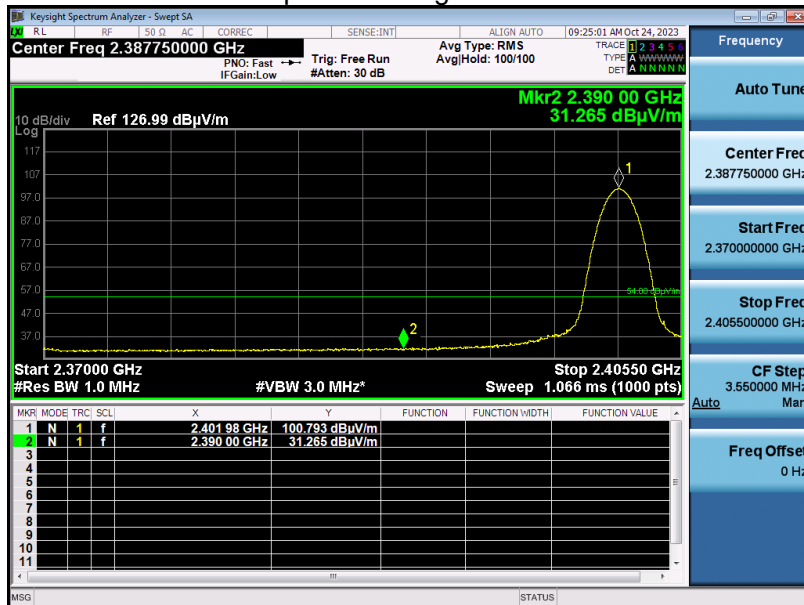 Keysight Spectrum Analyzer - Swept SA
LXI RL RF 50 Ω AC CORREC SENSE:INT ALIGN AUTO 09:25:01 AM Oct 24, 2023
Center Freq 2.387750000 GHz
PNO: Fast
IFGain:Low
Trig: Free Run
#Atten: 30 dB
Avg Type: RMS
Avg|Hold: 100/100
TRACE 1 2 3 4 5 6
TYPE A WWWWW
DET A N N N N N
Mkr2 2.390 00 GHz
31.265 dBµV/m
10 dB/div Ref 126.99 dBµV/m
Log
117
107
97.0
87.0
77.0
67.0
57.0
47.0
37.0
1
2
54.00 dBµV/m
Start 2.37000 GHz Stop 2.40550 GHz
#Res BW 1.0 MHz #VBW 3.0 MHz* Sweep 1.066 ms (1000 pts)
MKR MODE TRC SCL X Y FUNCTION FUNCTION WIDTH FUNCTION VALUE
1 N 1 f 2.401 98 GHz 100.793 dBµV/m
2 N 1 f 2.390 00 GHz 31.265 dBµV/m
3
4
5
6
7
8
9
10
11
MSG STATUS
Frequency
Auto Tune
Center Freq
2.387750000 GHz
Start Freq
2.370000000 GHz
Stop Freq
2.405500000 GHz
CF Step
3.550000 MHz
Auto Man
Freq Offset
0 Hz